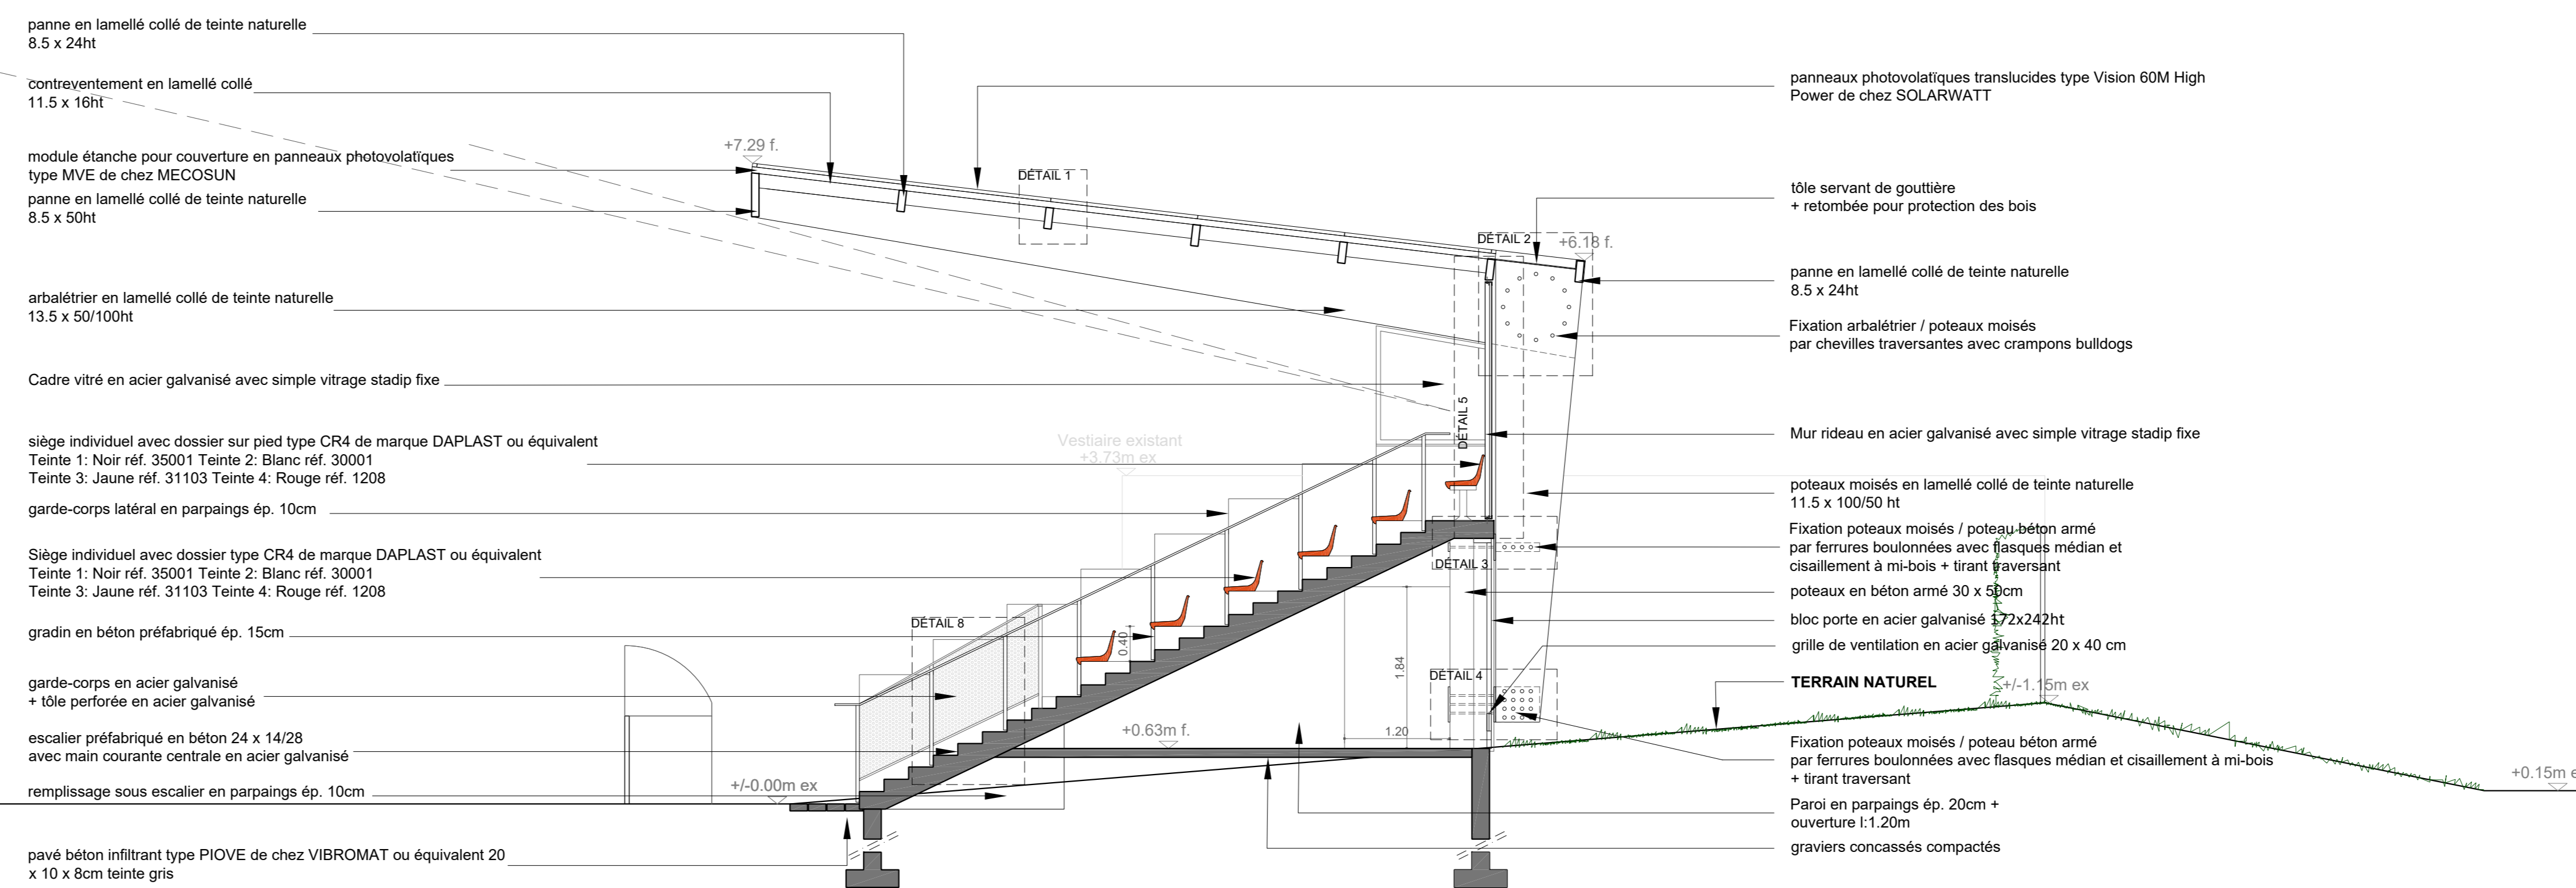 panne en lamellé collé de teinte naturelle
8.5 x 24ht
contreventement en lamellé collé
11.5 x 16ht
module étanche pour couverture en panneaux photovolatïques
type MVE de chez MECOSUN
panne en lamellé collé de teinte naturelle
8.5 x 50ht
arbalétrier en lamellé collé de teinte naturelle
13.5 x 50/100ht
Cadre vitré en acier galvanisé avec simple vitrage stadip fixe
siège individuel avec dossier sur pied type CR4 de marque DAPLAST ou équivalent
Teinte 1: Noir réf. 35001 Teinte 2: Blanc réf. 30001
Teinte 3: Jaune réf. 31103 Teinte 4: Rouge réf. 1208
garde-corps latéral en parpaings ép. 10cm
Siège individuel avec dossier type CR4 de marque DAPLAST ou équivalent
Teinte 1: Noir réf. 35001 Teinte 2: Blanc réf. 30001
Teinte 3: Jaune réf. 31103 Teinte 4: Rouge réf. 1208
gradin en béton préfabriqué ép. 15cm
garde-corps en acier galvanisé
+ tôle perforée en acier galvanisé
escalier préfabriqué en béton 24 x 14/28
avec main courante centrale en acier galvanisé
remplissage sous escalier en parpaings ép. 10cm
pavé béton infiltrant type PIOVE de chez VIBROMAT ou équivalent 20
x 10 x 8cm teinte gris
+7.29 f.
DÉTAIL 1
DÉTAIL 2
+6.18 f.
DÉTAIL 5
Vestiaire existant
+3.73m ex
DÉTAIL 3
DÉTAIL 8
0.40
1.84
DÉTAIL 4
1.20
+0.63m f.
+/-0.00m ex
panneaux photovolatïques translucides type Vision 60M High
Power de chez SOLARWATT
tôle servant de gouttière
+ retombée pour protection des bois
panne en lamellé collé de teinte naturelle
8.5 x 24ht
Fixation arbalétrier / poteaux moisés
par chevilles traversantes avec crampons bulldogs
Mur rideau en acier galvanisé avec simple vitrage stadip fixe
poteaux moisés en lamellé collé de teinte naturelle
11.5 x 100/50 ht
Fixation poteaux moisés / poteau béton armé
par ferrures boulonnées avec flasques médian et
cisaillement à mi-bois + tirant traversant
poteaux en béton armé 30 x 50cm
bloc porte en acier galvanisé 172x242ht
grille de ventilation en acier galvanisé 20 x 40 cm
TERRAIN NATUREL
+/-1.15m ex
Fixation poteaux moisés / poteau béton armé
par ferrures boulonnées avec flasques médian et cisaillement à mi-bois
+ tirant traversant
+0.15m e
Paroi en parpaings ép. 20cm +
ouverture l:1.20m
graviers concassés compactés